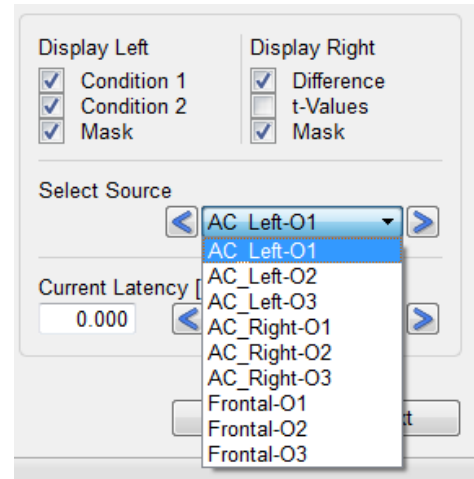 Display Left
Display Right
Condition 1
Difference
Condition 2
t-Values
Mask
Mask
Select Source
AC_Left-O1
AC_Left-O1
AC_Left-O2
Current Latency [
AC_Left-O3
0.000
AC_Right-O1
AC_Right-O2
AC_Right-O3
Frontal-O1
Frontal-O2
Frontal-O3